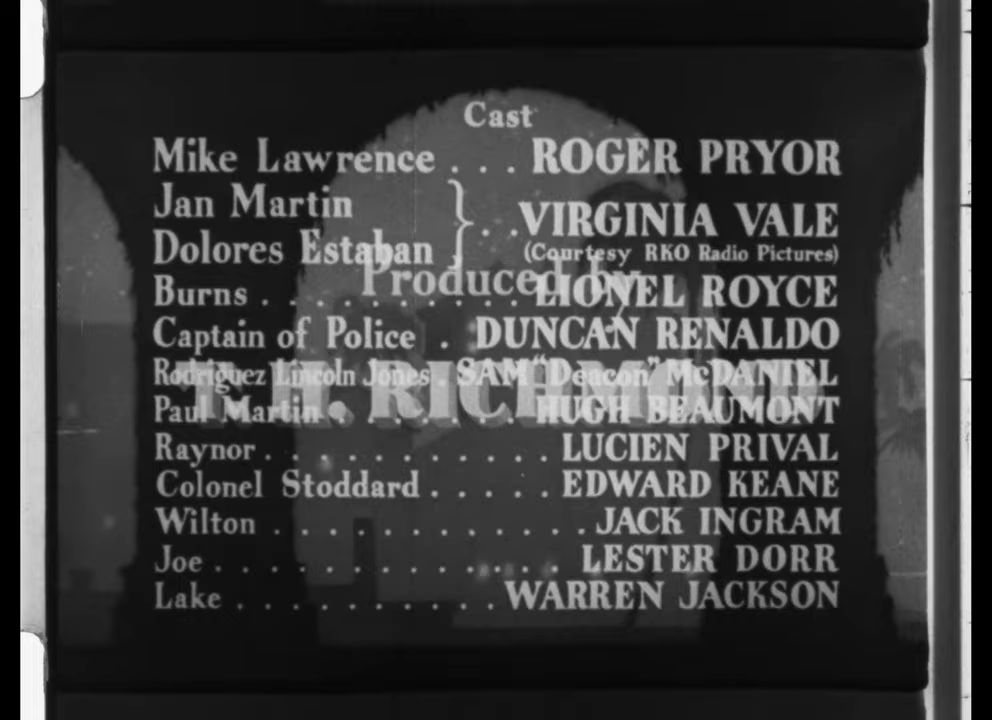 Cast
Mike Lawrence . . . ROGER PRYOR
Jan Martin
Dolores Estaban } . . VIRGINIA VALE
(Courtesy RKO Radio Pictures)
Produced by
Burns . . . . . . . . . . LIONEL ROYCE
Captain of Police . DUNCAN RENALDO
Rodriguez Lincoln Jones . SAM "Deacon" McDANIEL
T. H. RICHMOND
Paul Martin . . . . . . . HUGH BEAUMONT
Raynor . . . . . . . . . . . LUCIEN PRIVAL
Colonel Stoddard . . . . . EDWARD KEANE
Wilton . . . . . . . . . . . . JACK INGRAM
Joe . . . . . . . . . . . . . . LESTER DORR
Lake . . . . . . . . . . WARREN JACKSON